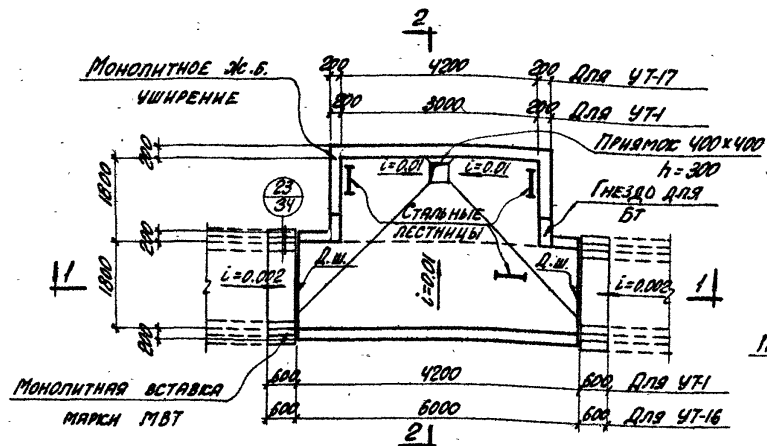 2
Монолитное Ж.Б.
уширение
200 4200 200 Для УТ-17
200 3000 200 Для УТ-1
Приямок 400×400
h=300
200
i=0.01 i=0.01
1800
23
34
Стальные
лестницы
Гнездо для
Бт
200
Д.Ш. Д.Ш.
1 i=0.002 i=0.01 i=0.002 1
1800
200
Монолитная вставка
марки МВТ
600 4200 600 Для УТ-1
600 6000 600 Для УТ-16
2